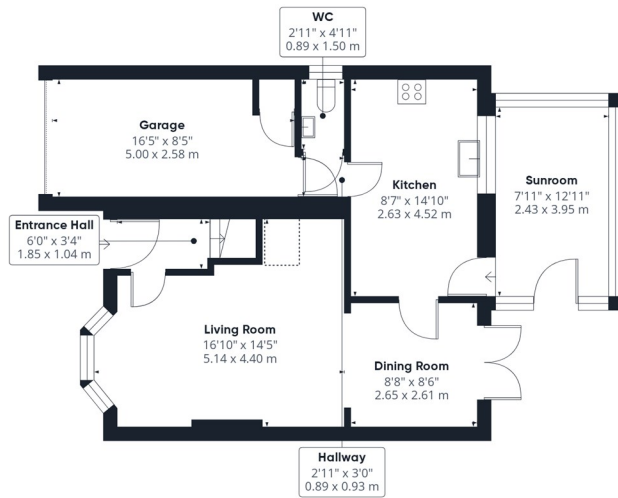 WC
2'11" x 4'11"
0.89 x 1.50 m
Garage
16'5" x 8'5"
5.00 x 2.58 m
Kitchen
8'7" x 14'10"
2.63 x 4.52 m
Sunroom
7'11" x 12'11"
2.43 x 3.95 m
Entrance Hall
6'0" x 3'4"
1.85 x 1.04 m
Living Room
16'10" x 14'5"
5.14 x 4.40 m
Dining Room
8'8" x 8'6"
2.65 x 2.61 m
Hallway
2'11" x 3'0"
0.89 x 0.93 m